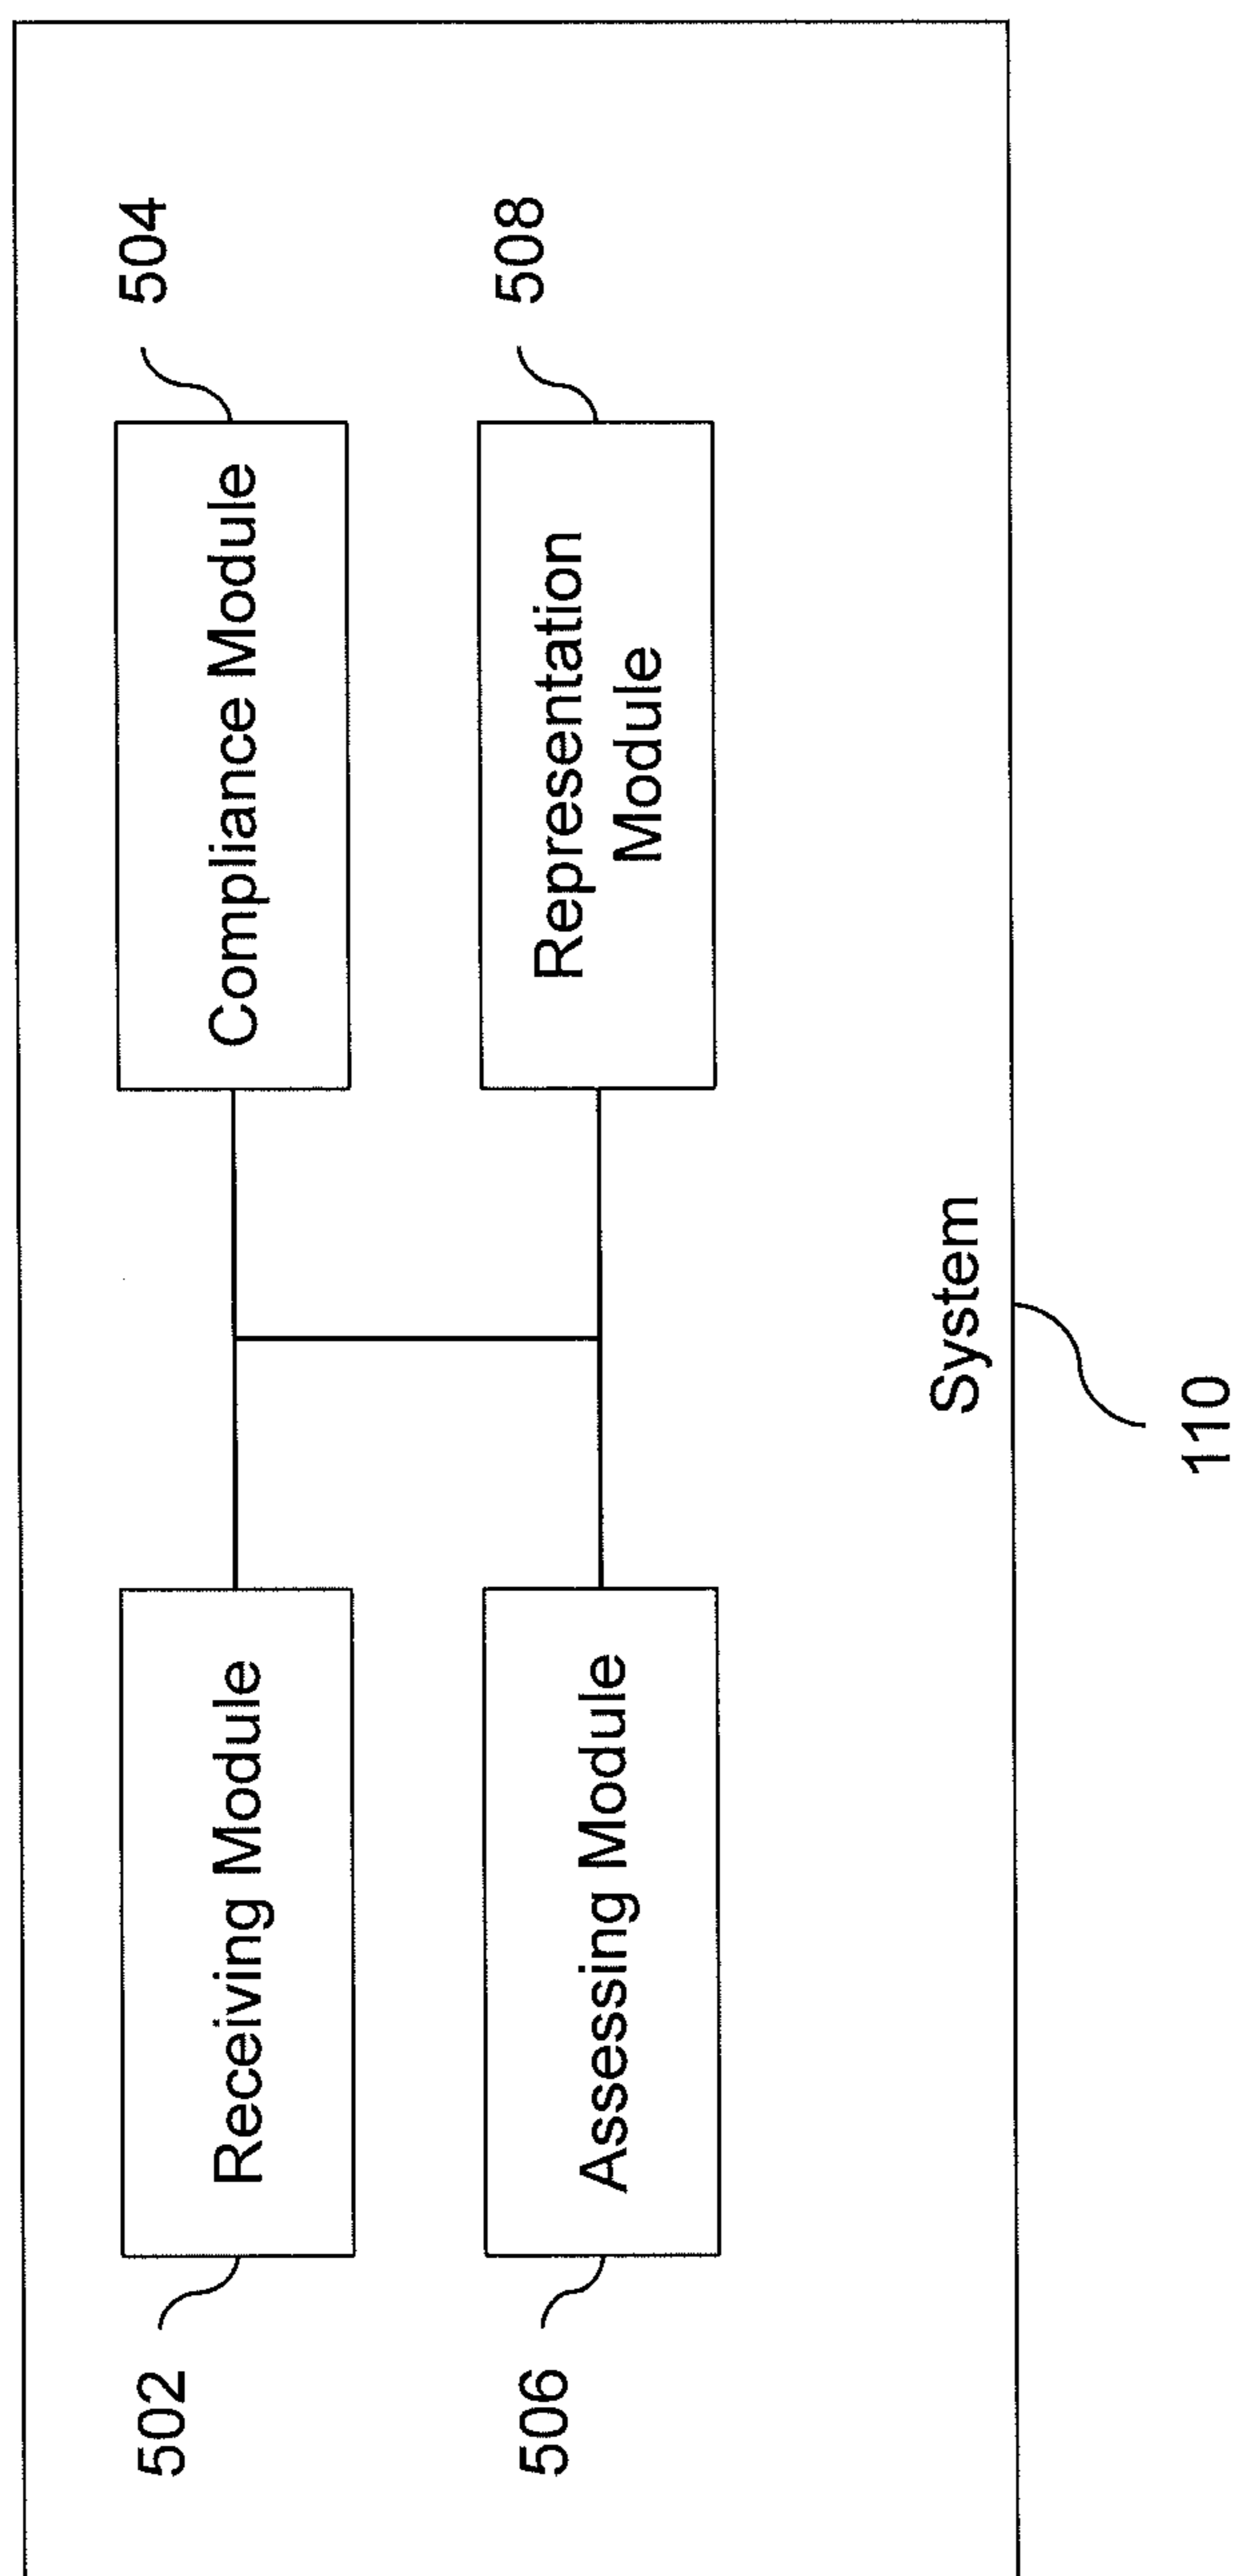 502
Receiving Module
Compliance Module
504
506
Assessing Module
Representation
Module
508
System
110